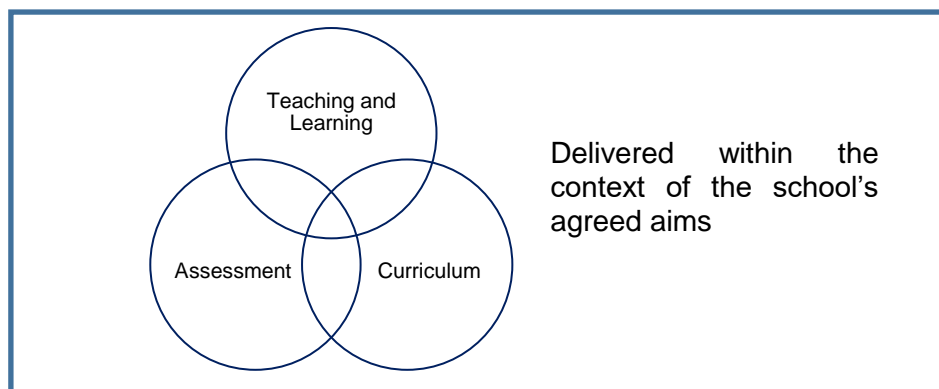 Teaching and
Learning
Assessment
Curriculum
Delivered within the
context of the school’s
agreed aims